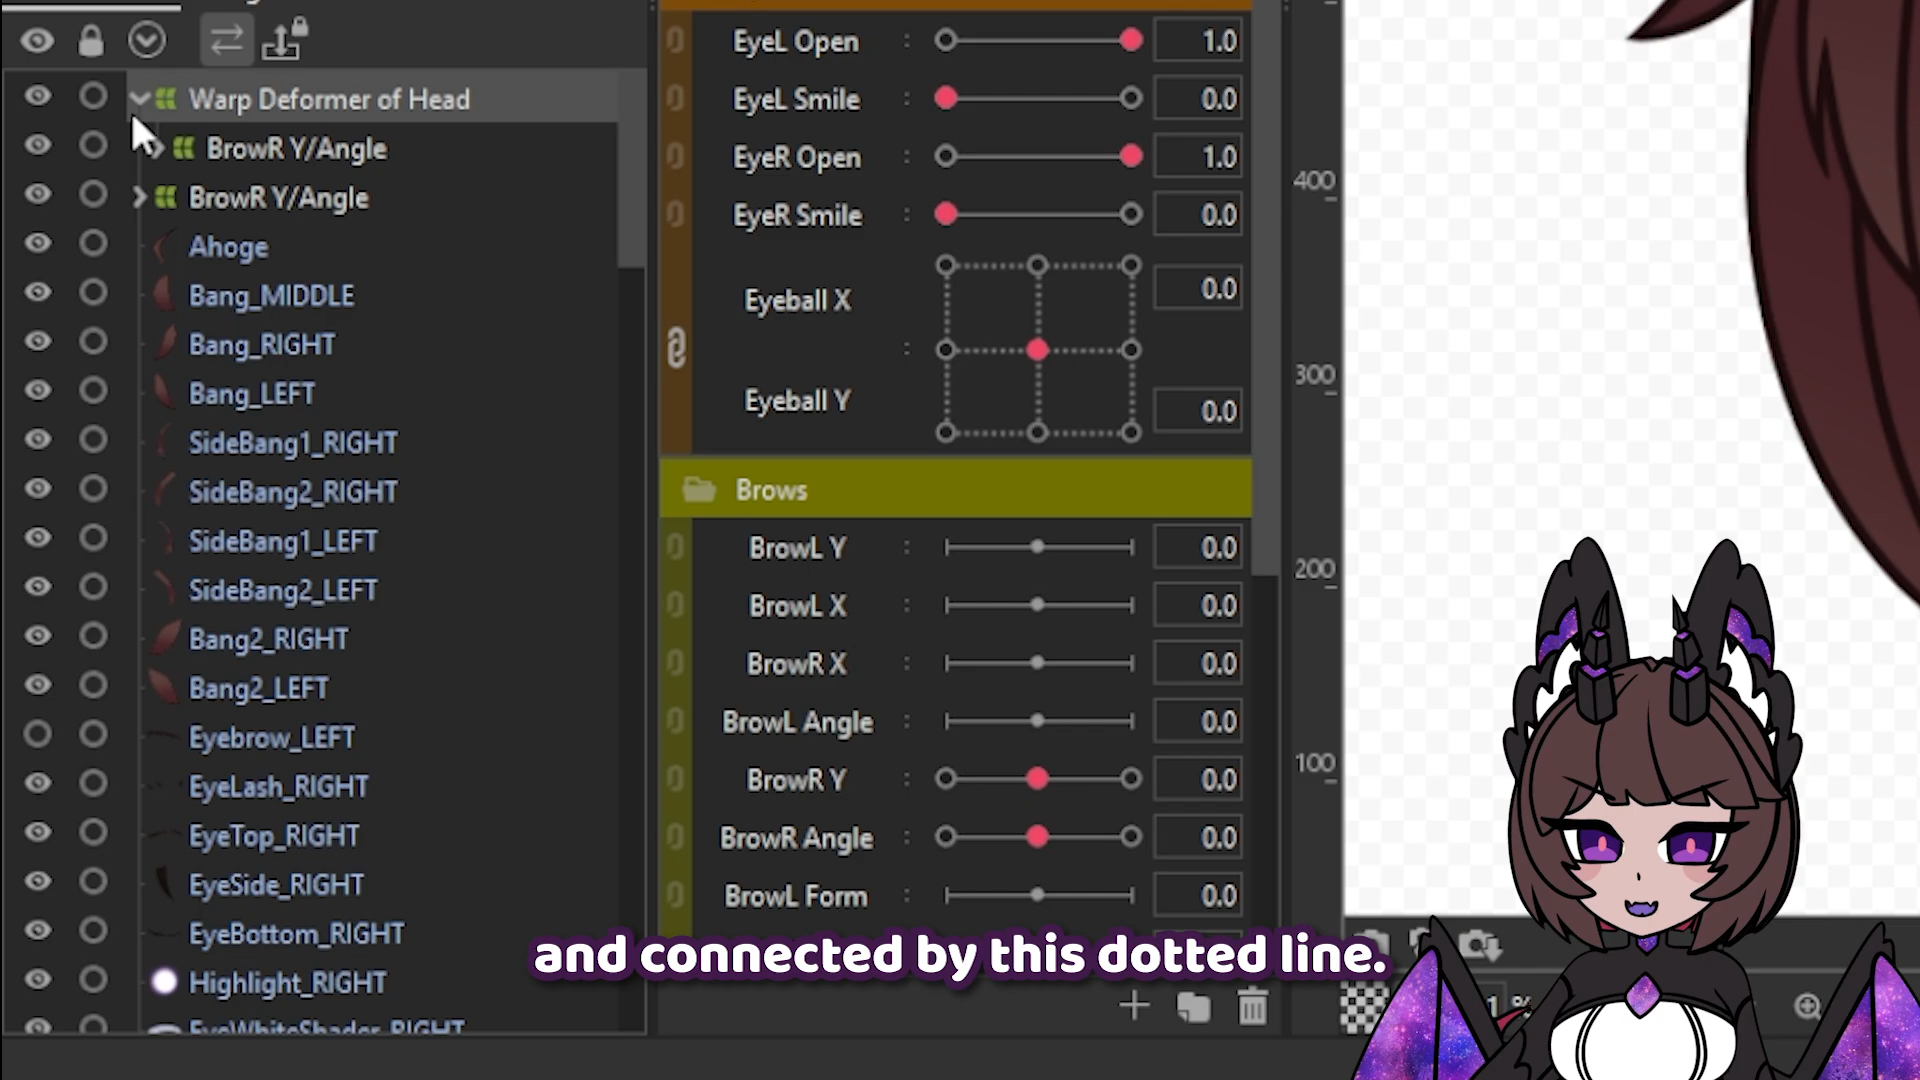 Warp Deformer of Head
BrowR Y/Angle
BrowR Y/Angle
Ahoge
Bang_MIDDLE
Bang_RIGHT
Bang_LEFT
SideBang1_RIGHT
SideBang2_RIGHT
SideBang1_LEFT
SideBang2_LEFT
Bang2_RIGHT
Bang2_LEFT
Eyebrow_LEFT
EyeLash_RIGHT
EyeTop_RIGHT
EyeSide_RIGHT
EyeBottom_RIGHT
Highlight_RIGHT
EyeWhiteShader_RIGHT
EyeL Open : 1.0
EyeL Smile : 0.0
EyeR Open : 1.0
EyeR Smile : 0.0
Eyeball X 0.0
:
Eyeball Y 0.0
Brows
BrowL Y : 0.0
BrowL X : 0.0
BrowR X : 0.0
BrowL Angle : 0.0
BrowR Y : 0.0
BrowR Angle : 0.0
BrowL Form : 0.0
400
300
200
100
and connected by this dotted line.
1 %